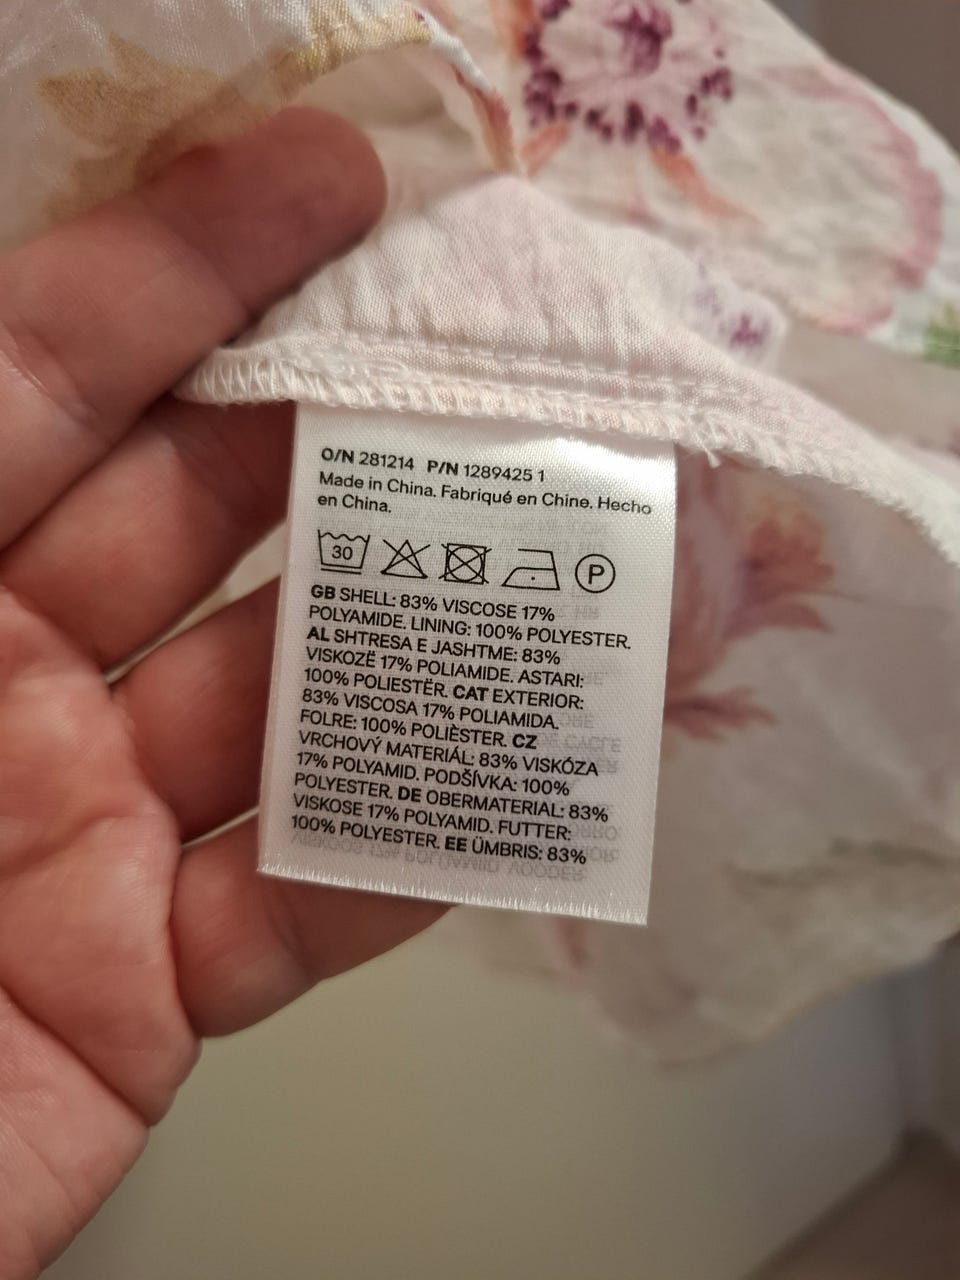 O/N 281214 P/N 1289425 1
Made in China. Fabriqué en Chine. Hecho
en China.
30 P
GB SHELL: 83% VISCOSE 17%
POLYAMIDE. LINING: 100% POLYESTER.
AL SHTRESA E JASHTME: 83%
VISKOZË 17% POLIAMIDE. ASTARI:
100% POLIESTËR. CAT EXTERIOR:
83% VISCOSA 17% POLIAMIDA.
FOLRE: 100% POLIÈSTER. CZ
VRCHOVÝ MATERIÁL: 83% VISKÓZA
17% POLYAMID. PODŠÍVKA: 100%
POLYESTER. DE OBERMATERIAL: 83%
VISKOSE 17% POLYAMID. FUTTER:
100% POLYESTER. EE ÜMBRIS: 83%